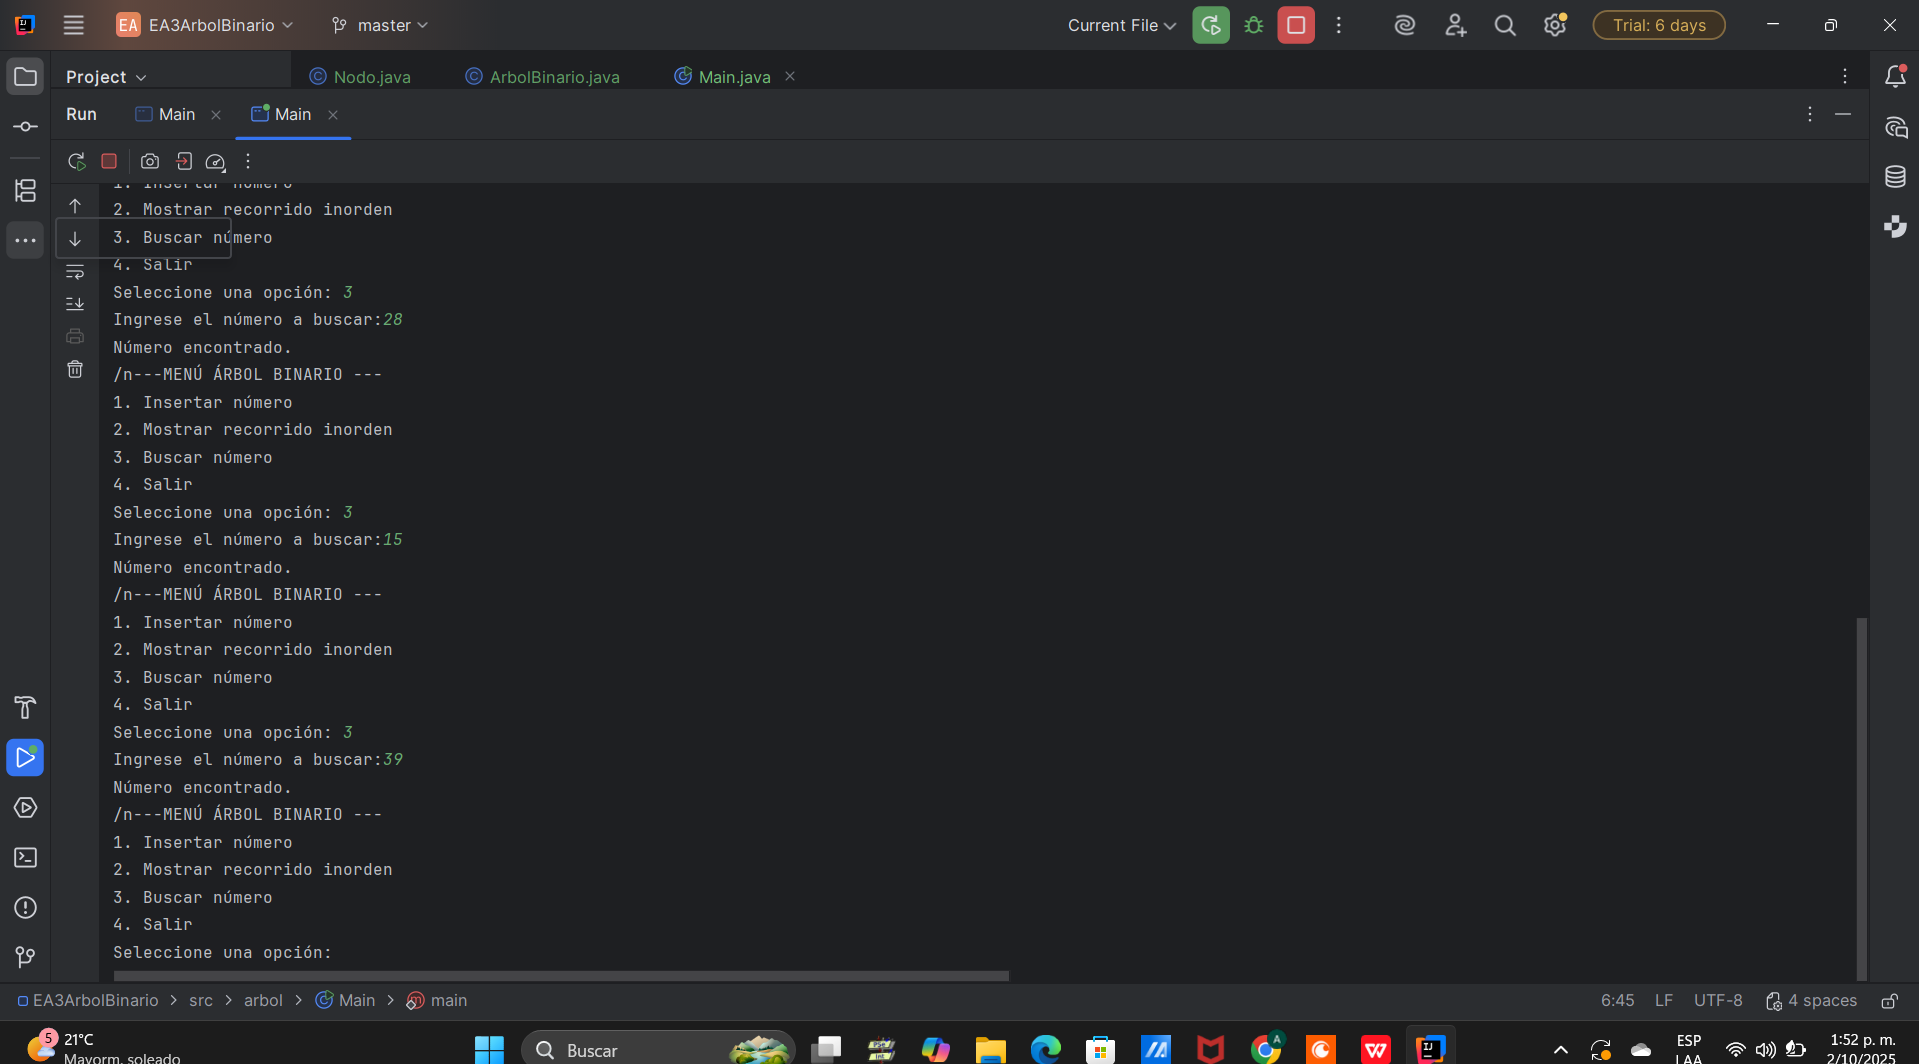 EA EA3ArbolBinario master Current File Trial: 6 days
Project Nodo.java ArbolBinario.java Main.java
Run Main Main
1. Insertar número
2. Mostrar recorrido inorden
3. Buscar número
4. Salir
Seleccione una opción: 3
Ingrese el número a buscar:28
Número encontrado.
/n---MENÚ ÁRBOL BINARIO ---
1. Insertar número
2. Mostrar recorrido inorden
3. Buscar número
4. Salir
Seleccione una opción: 3
Ingrese el número a buscar:15
Número encontrado.
/n---MENÚ ÁRBOL BINARIO ---
1. Insertar número
2. Mostrar recorrido inorden
3. Buscar número
4. Salir
Seleccione una opción: 3
Ingrese el número a buscar:39
Número encontrado.
/n---MENÚ ÁRBOL BINARIO ---
1. Insertar número
2. Mostrar recorrido inorden
3. Buscar número
4. Salir
Seleccione una opción:
EA3ArbolBinario > src > arbol > Main > main 6:45 LF UTF-8 4 spaces
5 21°C Buscar ESP 1:52 p. m.
Mayorm. soleado LAA 2/10/2025